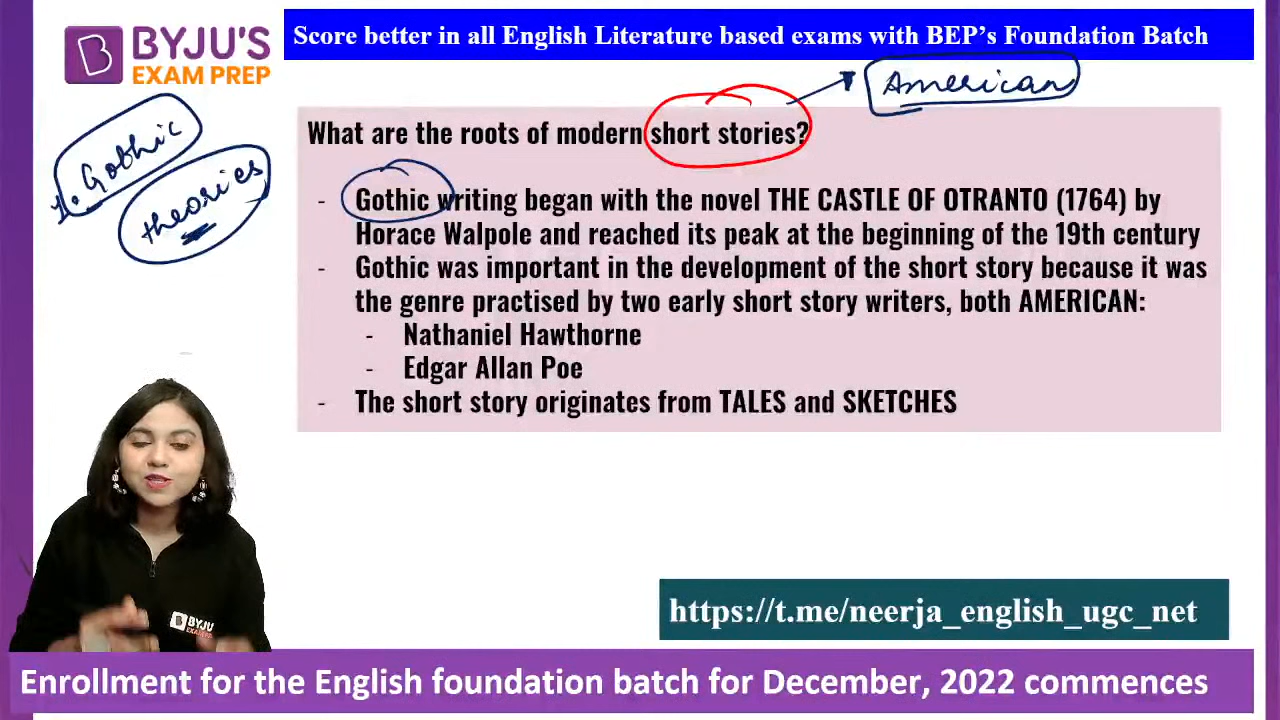 BYJU'S
EXAM PREP
Score better in all English Literature based exams with BEP's Foundation Batch
American
1. Gothic
theories
What are the roots of modern short stories?
- Gothic writing began with the novel THE CASTLE OF OTRANTO (1764) by
Horace Walpole and reached its peak at the beginning of the 19th century
- Gothic was important in the development of the short story because it was
the genre practised by two early short story writers, both AMERICAN:
- Nathaniel Hawthorne
- Edgar Allan Poe
- The short story originates from TALES and SKETCHES
BYJU'S
EXAM PREP
https://t.me/neerja_english_ugc_net
Enrollment for the English foundation batch for December, 2022 commences